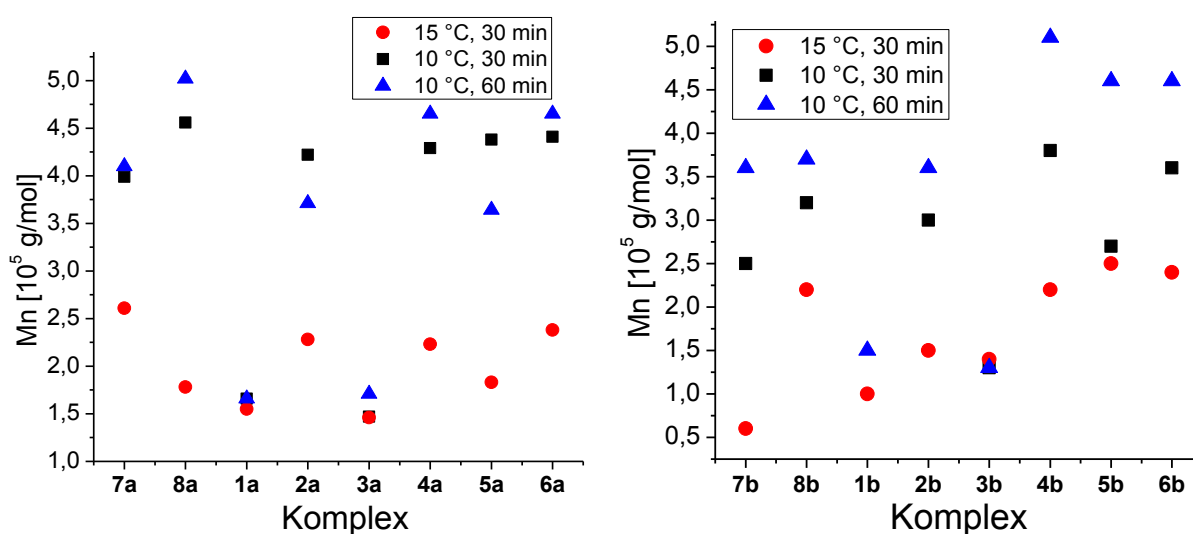 15 °C, 30 min
10 °C, 30 min
10 °C, 60 min
Mn [10⁵ g/mol]
5,0
4,5
4,0
3,5
3,0
2,5
2,0
1,5
1,0
7a 8a 1a 2a 3a 4a 5a 6a
Komplex
15 °C, 30 min
10 °C, 30 min
10 °C, 60 min
Mn [10⁵ g/mol]
5,0
4,5
4,0
3,5
3,0
2,5
2,0
1,5
1,0
0,5
7b 8b 1b 2b 3b 4b 5b 6b
Komplex